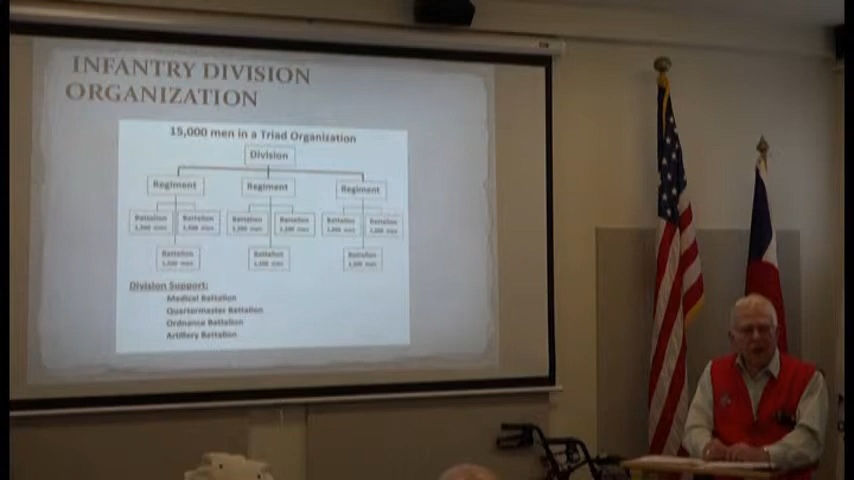 INFANTRY DIVISION
ORGANIZATION
15,000 men in a Triad Organization
Division
Regiment Regiment Regiment
Battalion Battalion Battalion Battalion Battalion Battalion
Battalion Battalion Battalion
Division Support:
Medical Battalion
Quartermaster Battalion
Ordnance Battalion
Artillery Battalion